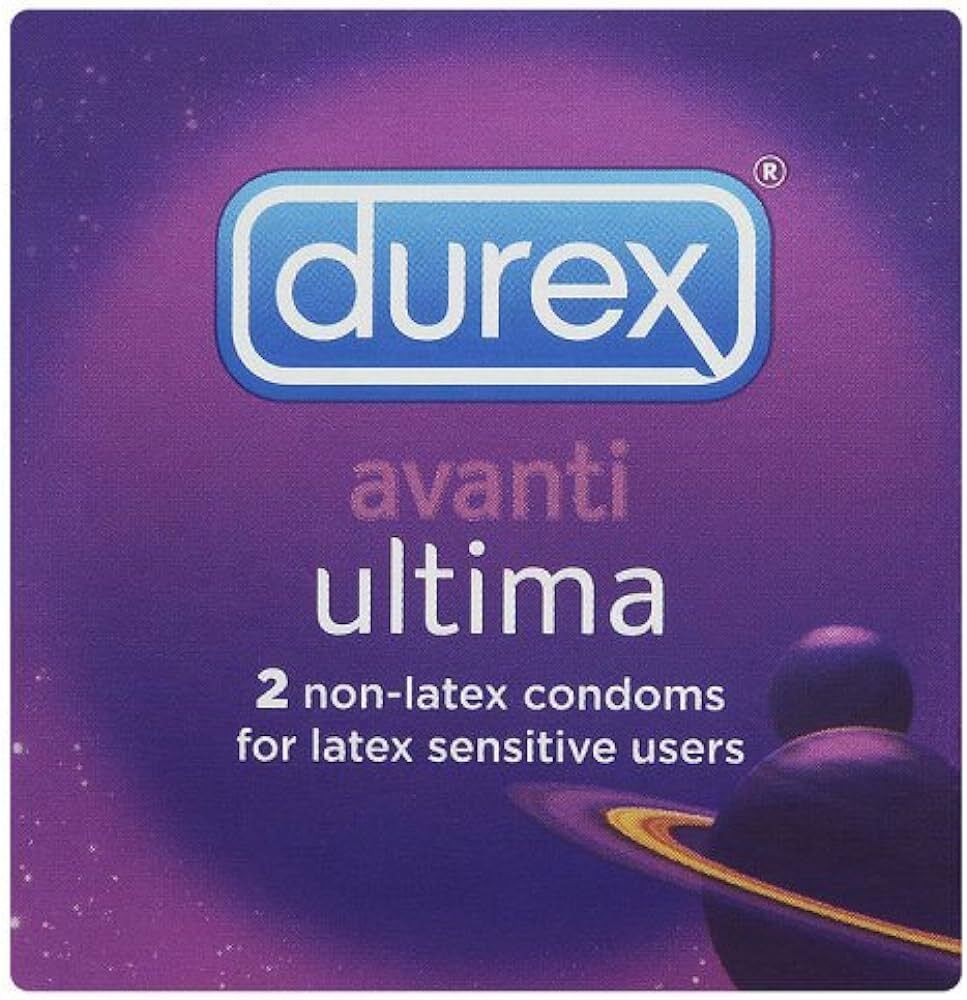 durex®
avanti
ultima
2 non-latex condoms
for latex sensitive users